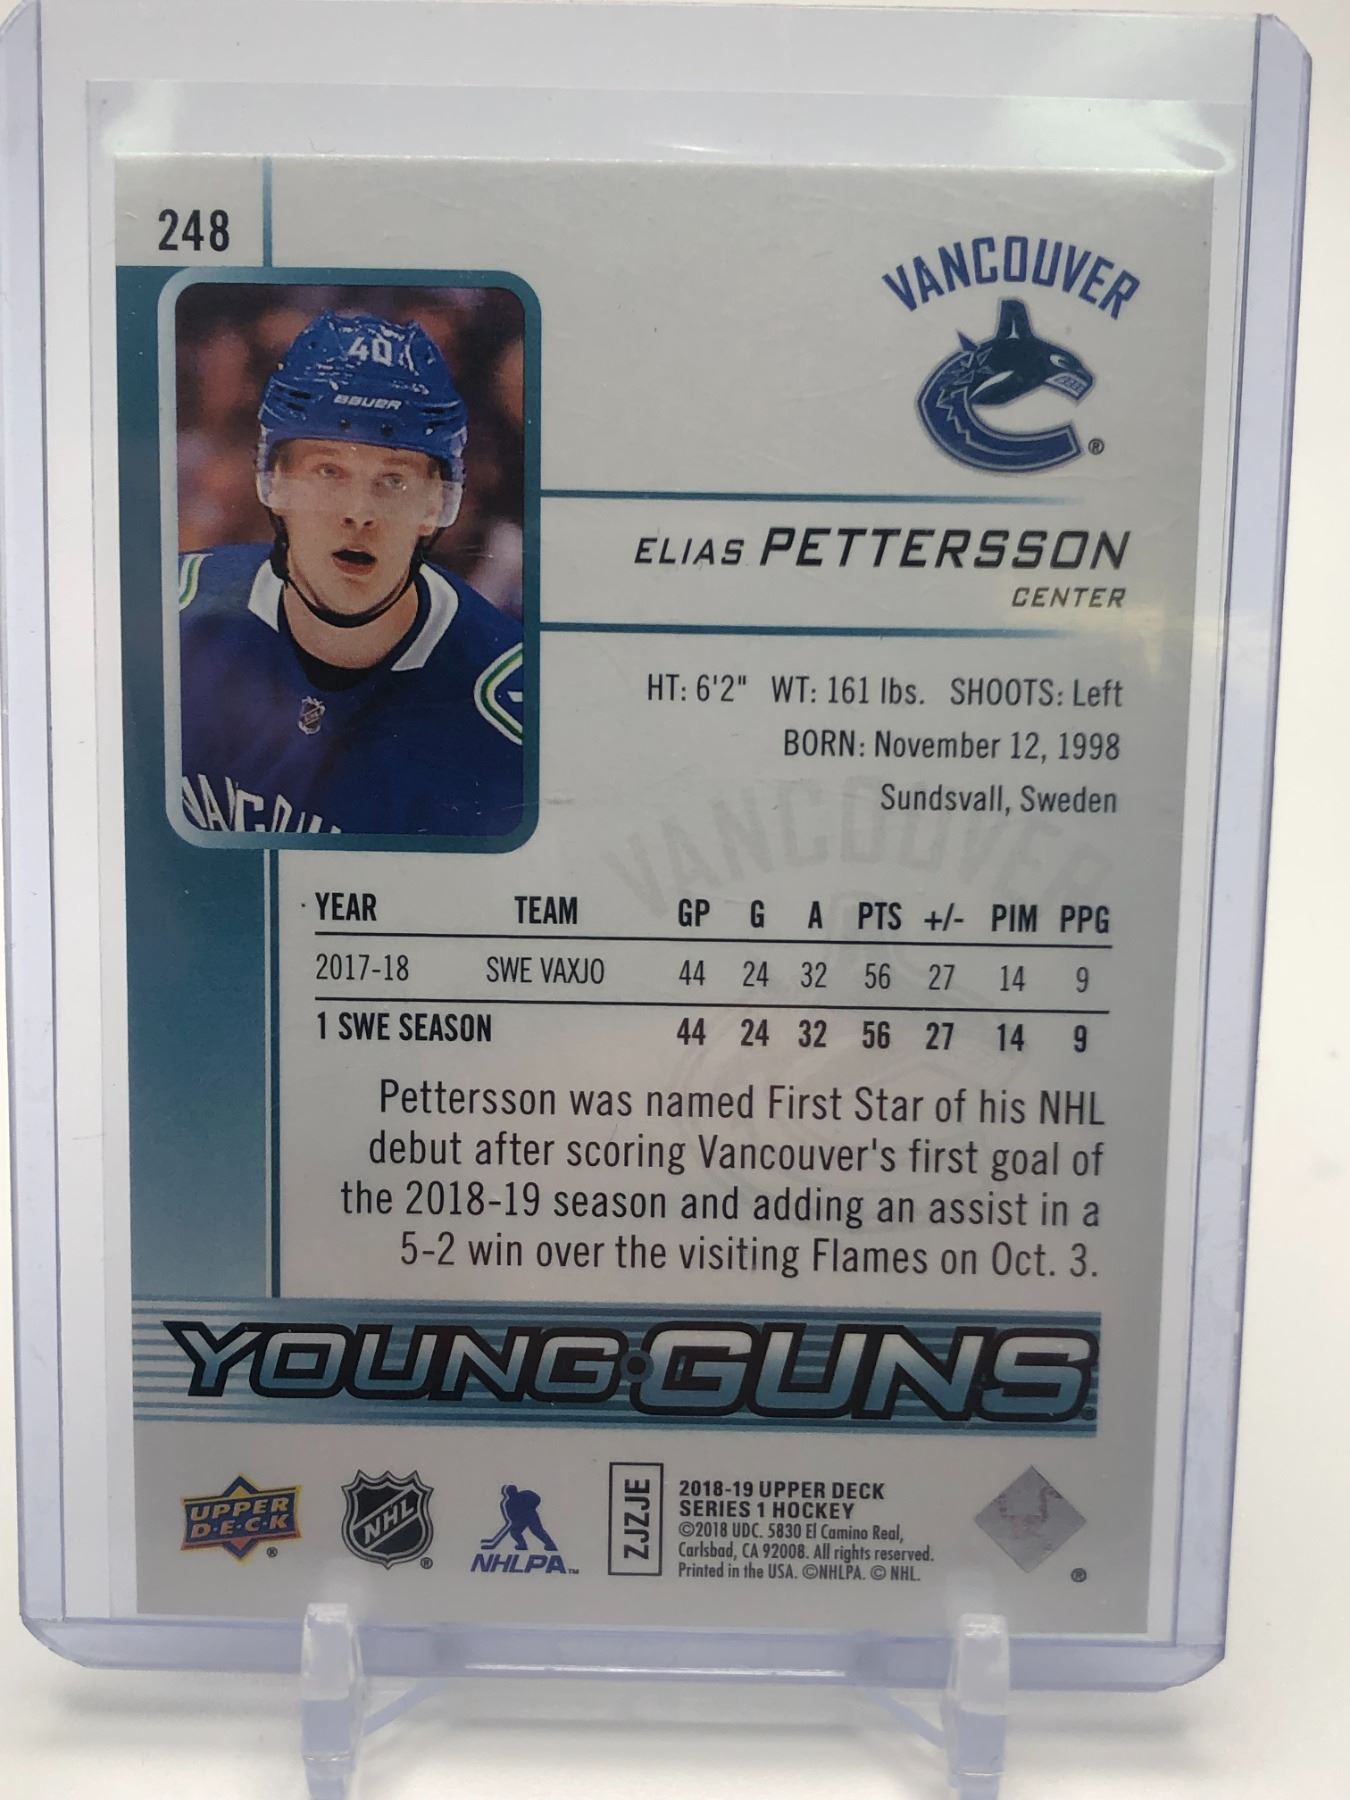 248
VANCOUVER
40
BAUER
ELIAS PETTERSSON
CENTER
HT: 6'2" WT: 161 lbs. SHOOTS: Left
BORN: November 12, 1998
Sundsvall, Sweden
VANCOUVER
VANCOUVER
YEAR TEAM GP G A PTS +/- PIM PPG
2017-18 SWE VAXJO 44 24 32 56 27 14 9
1 SWE SEASON 44 24 32 56 27 14 9
Pettersson was named First Star of his NHL
debut after scoring Vancouver's first goal of
the 2018-19 season and adding an assist in a
5-2 win over the visiting Flames on Oct. 3.
YOUNG•GUNS®
UPPER
D•E•C•K®
NHL®
NHLPA™
ZJZJE
2018-19 UPPER DECK
SERIES 1 HOCKEY
©2018 UDC. 5830 El Camino Real,
Carlsbad, CA 92008. All rights reserved.
Printed in the USA. ©NHLPA. © NHL.
®